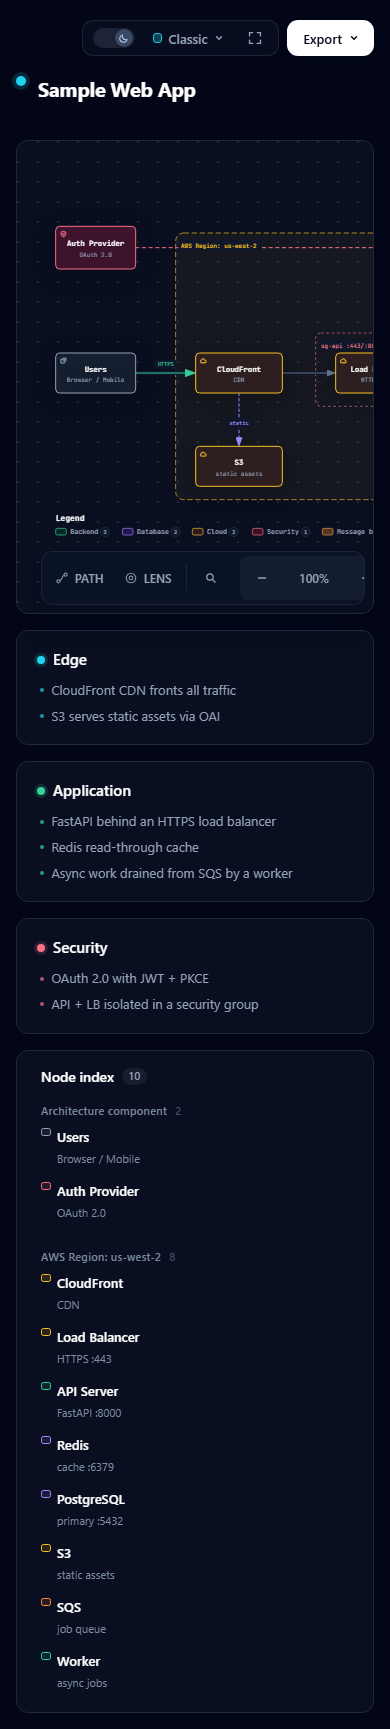 Classic
Export
Sample Web App
Auth Provider
OAuth 2.0
AWS Region: us-west-2
sg-api :443/:8
Users
Browser / Mobile
HTTPS
CloudFront
CDN
Load
HTT
static
S3
static assets
Legend
Backend 2
Database 2
Cloud 3
Security 1
Message b
PATH
LENS
−
100%
Edge
• CloudFront CDN fronts all traffic
• S3 serves static assets via OAI
Application
• FastAPI behind an HTTPS load balancer
• Redis read-through cache
• Async work drained from SQS by a worker
Security
• OAuth 2.0 with JWT + PKCE
• API + LB isolated in a security group
Node index 10
Architecture component 2
Users
Browser / Mobile
Auth Provider
OAuth 2.0
AWS Region: us-west-2 8
CloudFront
CDN
Load Balancer
HTTPS :443
API Server
FastAPI :8000
Redis
cache :6379
PostgreSQL
primary :5432
S3
static assets
SQS
job queue
Worker
async jobs